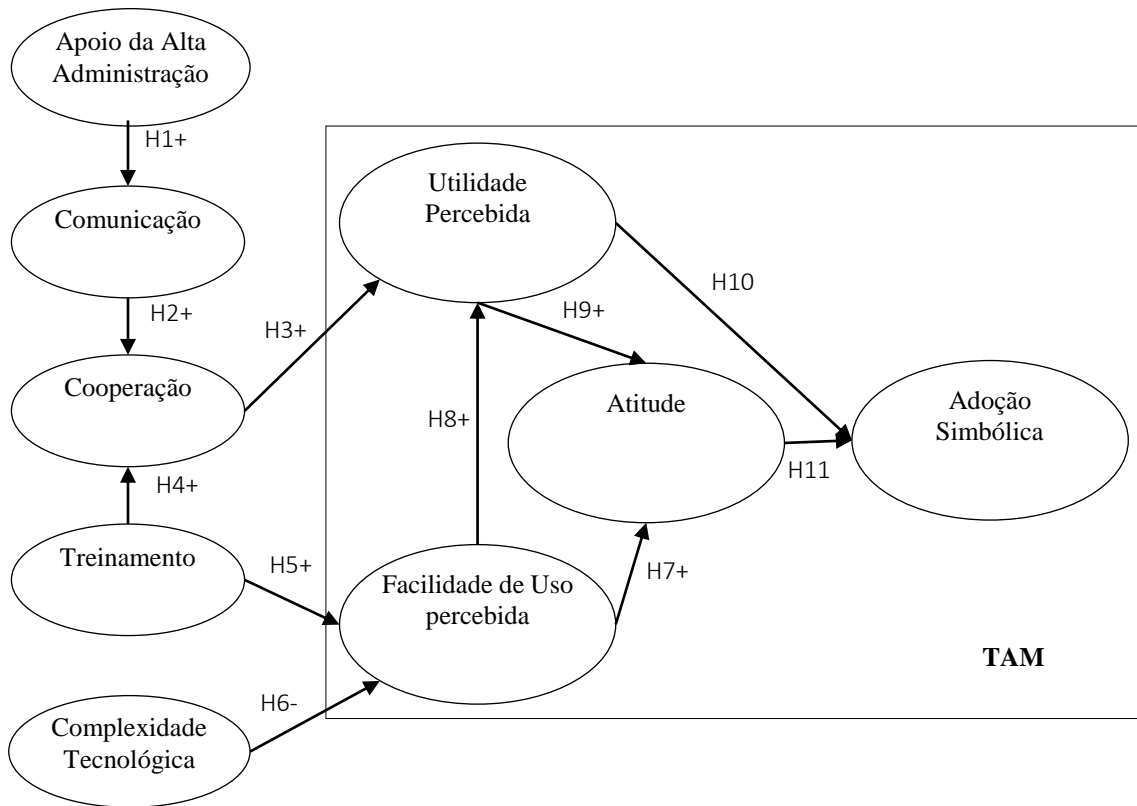 Apoio da Alta
Administração
H1+
Comunicação
H2+
Cooperação
H4+
Treinamento
Complexidade
Tecnológica
H3+
H5+
H6-
Utilidade
Percebida
H8+
H9+
H10
Atitude
H11
Adoção
Simbólica
Facilidade de Uso
percebida
H7+
TAM